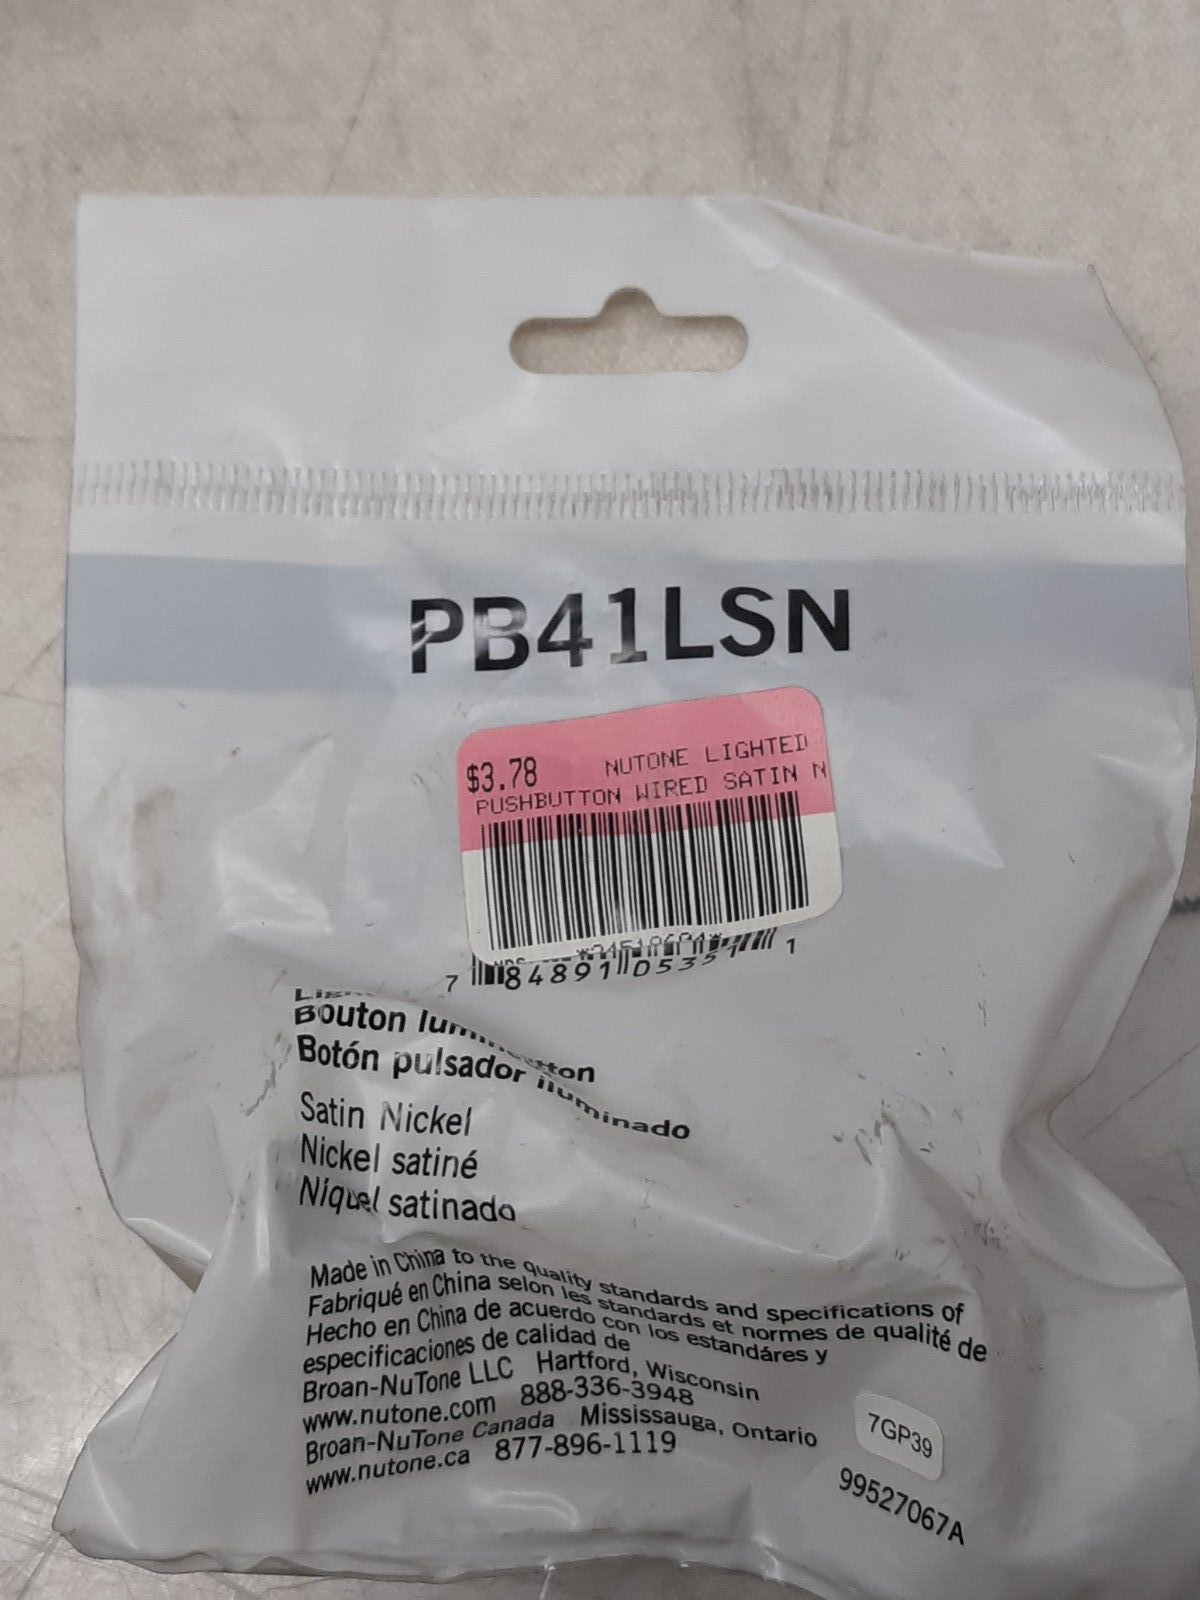 PB41LSN
$3.78 NUTONE LIGHTED
PUSHBUTTON WIRED SATIN N
7 84891 05351 1
Bouton
Botón pulsador iluminado
Satin Nickel
Nickel satiné
Níquel satinado
Made in China to the quality standards and specifications of
Fabriqué en China selon les standards et normes de qualité de
Hecho en China de acuerdo con los estandáres y
especificaciones de calidad de
Broan-NuTone LLC Hartford, Wisconsin
www.nutone.com 888-336-3948
Broan-NuTone Canada Mississauga, Ontario
www.nutone.ca 877-896-1119
7GP39
99527067A